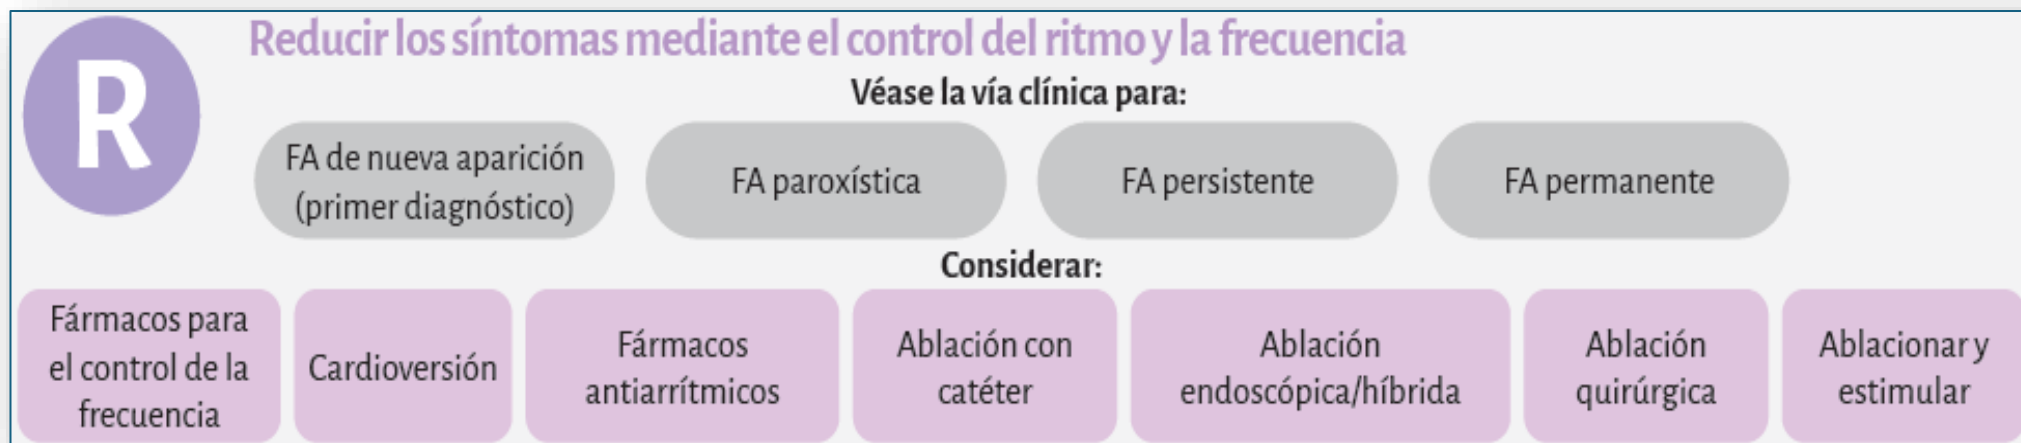 R
Reducir los síntomas mediante el control del ritmo y la frecuencia
Véase la vía clínica para:
FA de nueva aparición
(primer diagnóstico)
FA paroxística
FA persistente
FA permanente
Considerar:
Fármacos para
el control de la
frecuencia
Cardioversión
Fármacos
antiarrítmicos
Ablación con
catéter
Ablación
endoscópica/híbrida
Ablación
quirúrgica
Ablacionar y
estimular